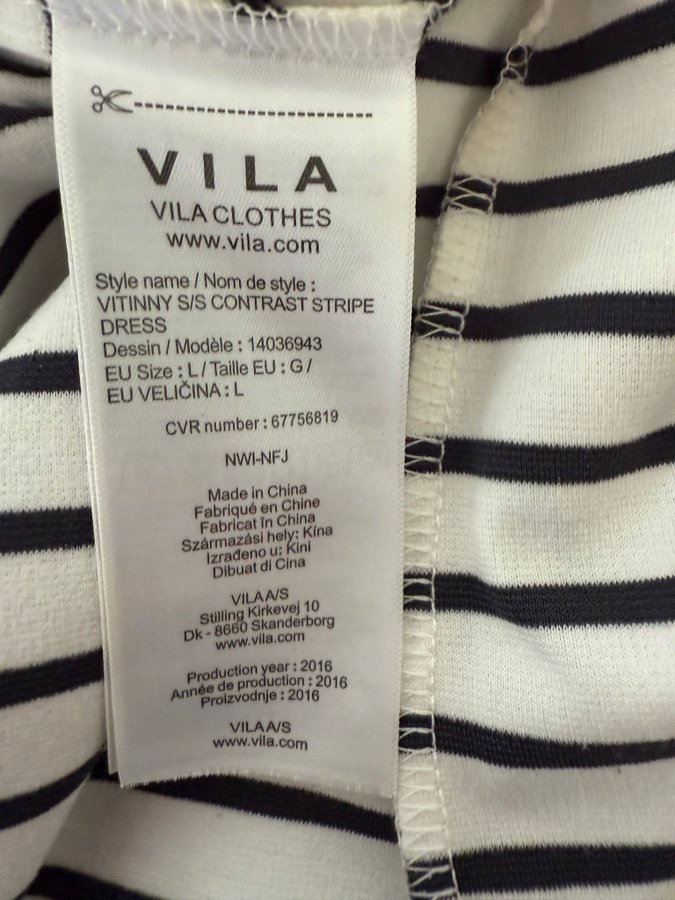 VILA
VILA CLOTHES
www.vila.com
Style name / Nom de style :
VITINNY S/S CONTRAST STRIPE
DRESS
Dessin / Modèle : 14036943
EU Size : L / Taille EU : G /
EU VELIČINA : L
CVR number : 67756819
NWI-NFJ
Made in China
Fabriqué en Chine
Fabricat în China
Származási hely: Kína
Izrađeno u: Kini
Dibuat di Cina
VILA A/S
Stilling Kirkevej 10
Dk - 8660 Skanderborg
www.vila.com
Production year : 2016
Année de production : 2016
Proizvodnje : 2016
VILA A/S
www.vila.com